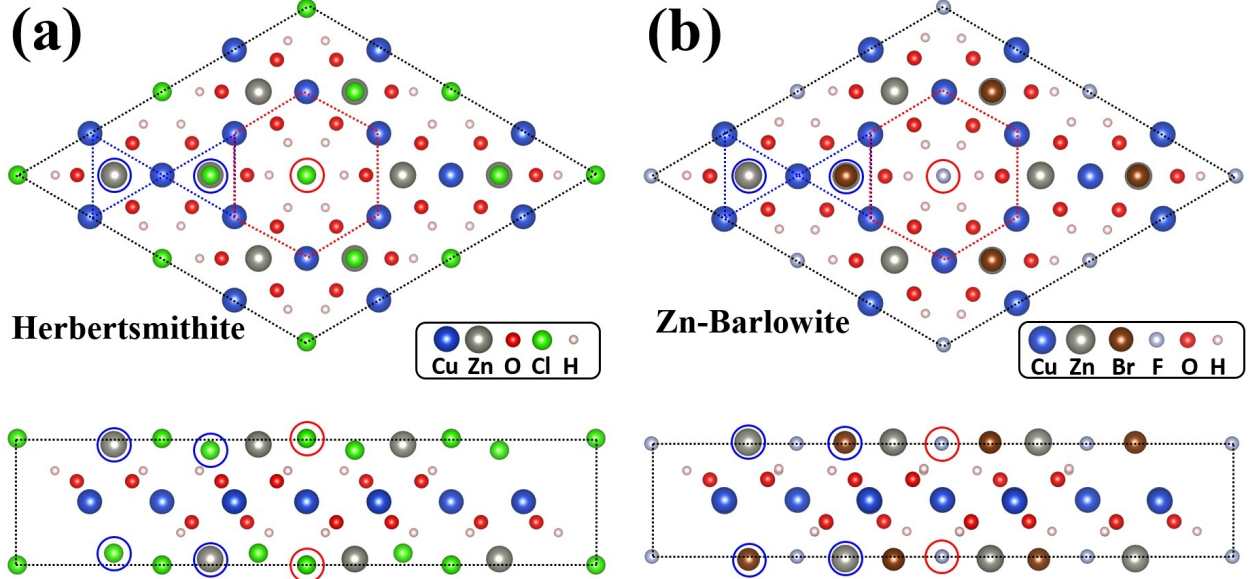 (a)
Herbertsmithite
Cu Zn O Cl H
(b)
Zn-Barlowite
Cu Zn Br F O H